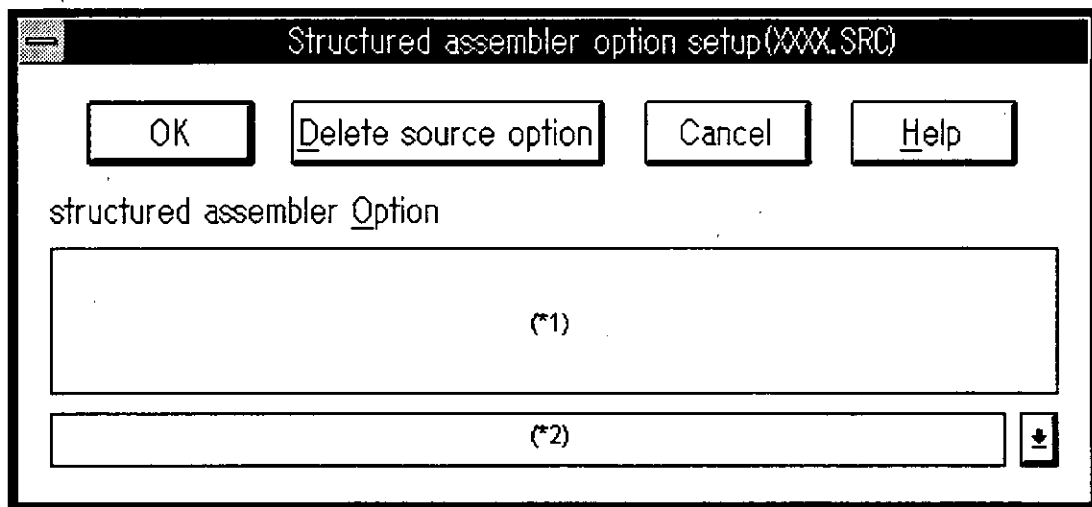 Structured assembler option setup(XXXX.SRC)
OK Delete source option Cancel Help
structured assembler Option
(*1)
(*2)